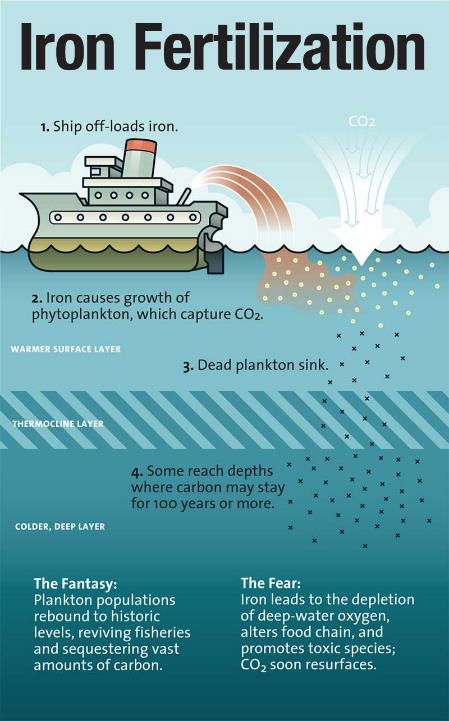 Iron Fertilization
1. Ship off-loads iron.
CO2
2. Iron causes growth of
phytoplankton, which capture CO2.
WARMER SURFACE LAYER
3. Dead plankton sink.
THERMOCLINE LAYER
4. Some reach depths
where carbon may stay
for 100 years or more.
COLDER, DEEP LAYER
The Fantasy:
Plankton populations
rebound to historic
levels, reviving fisheries
and sequestering vast
amounts of carbon.
The Fear:
Iron leads to the depletion
of deep-water oxygen,
alters food chain, and
promotes toxic species;
CO2 soon resurfaces.